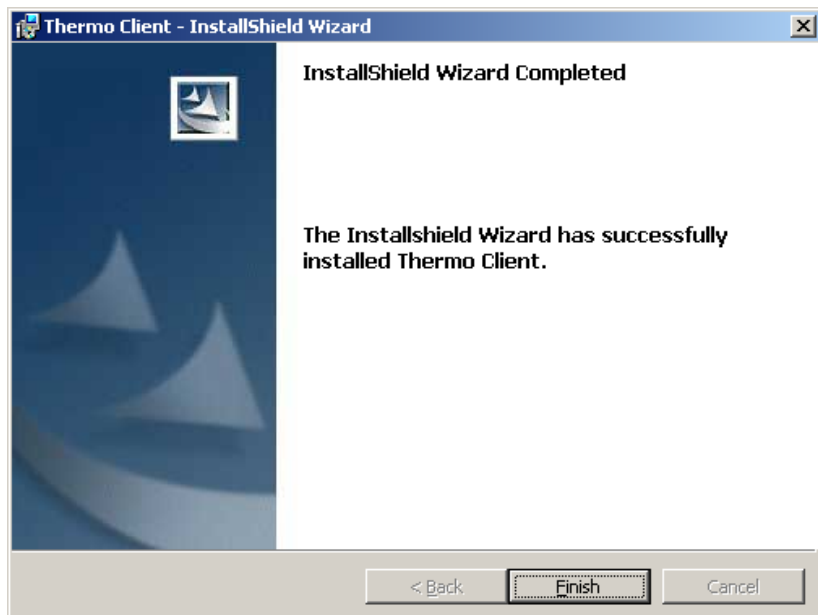 Thermo Client - InstallShield Wizard
InstallShield Wizard Completed
The Installshield Wizard has successfully
installed Thermo Client.
< Back
Finish
Cancel